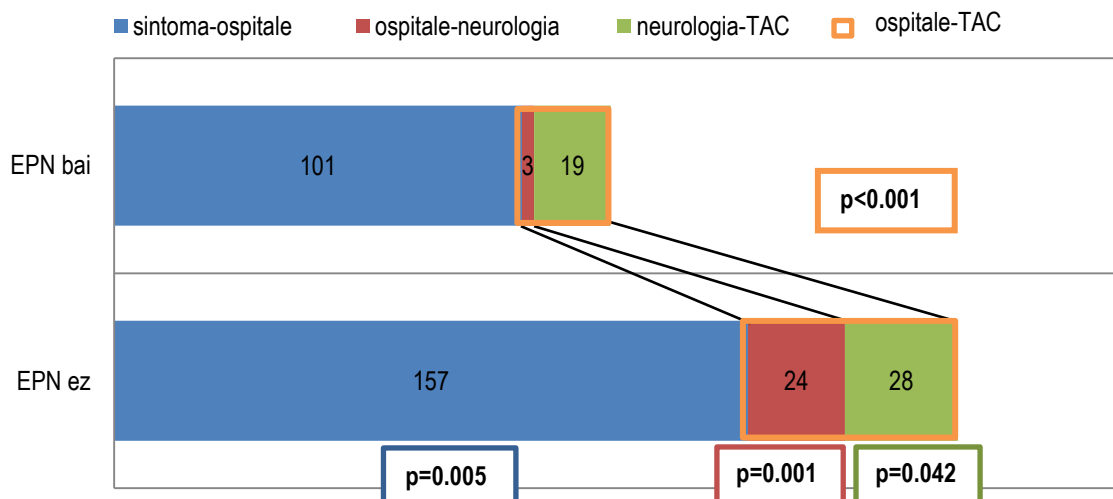 sintoma-ospitale ospitale-neurologia neurologia-TAC ospitale-TAC
EPN bai 101 3 19
p<0.001
EPN ez 157 24 28
p=0.005 p=0.001 p=0.042